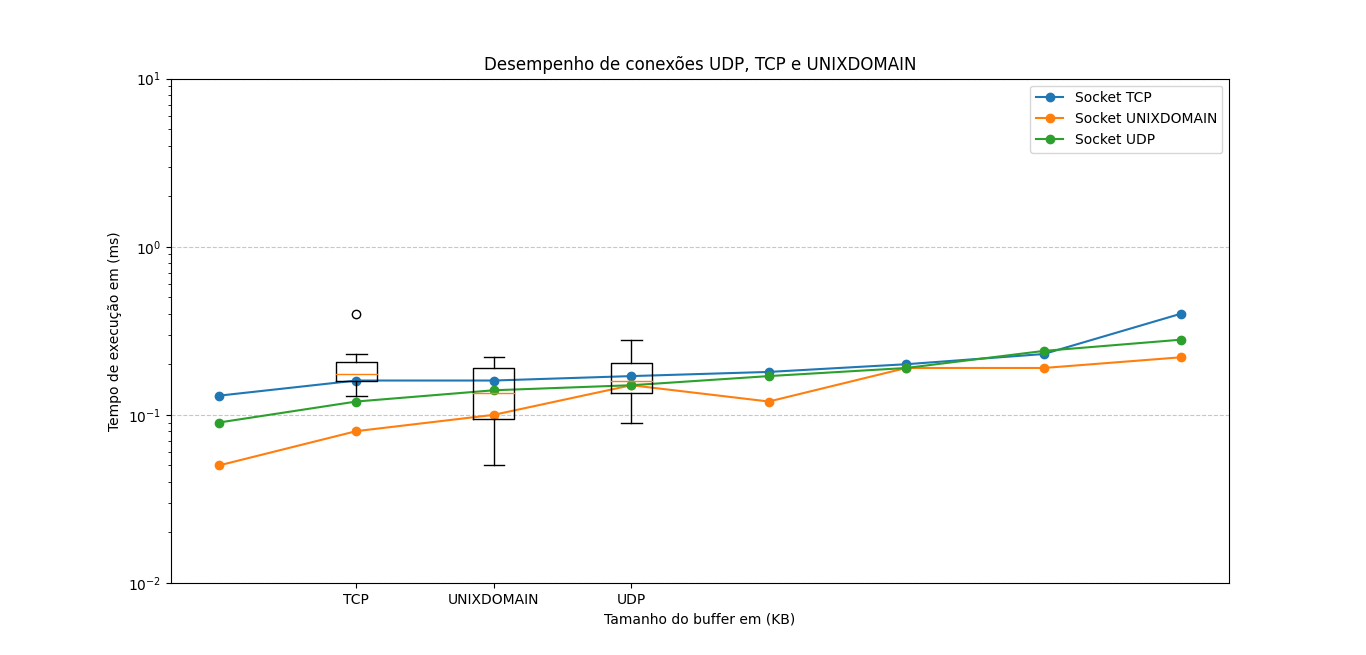 Desempenho de conexões UDP, TCP e UNIXDOMAIN
Socket TCP
Socket UNIXDOMAIN
Socket UDP
Tempo de execução em (ms)
10¹
10⁰
10⁻¹
10⁻²
TCP UNIXDOMAIN UDP
Tamanho do buffer em (KB)